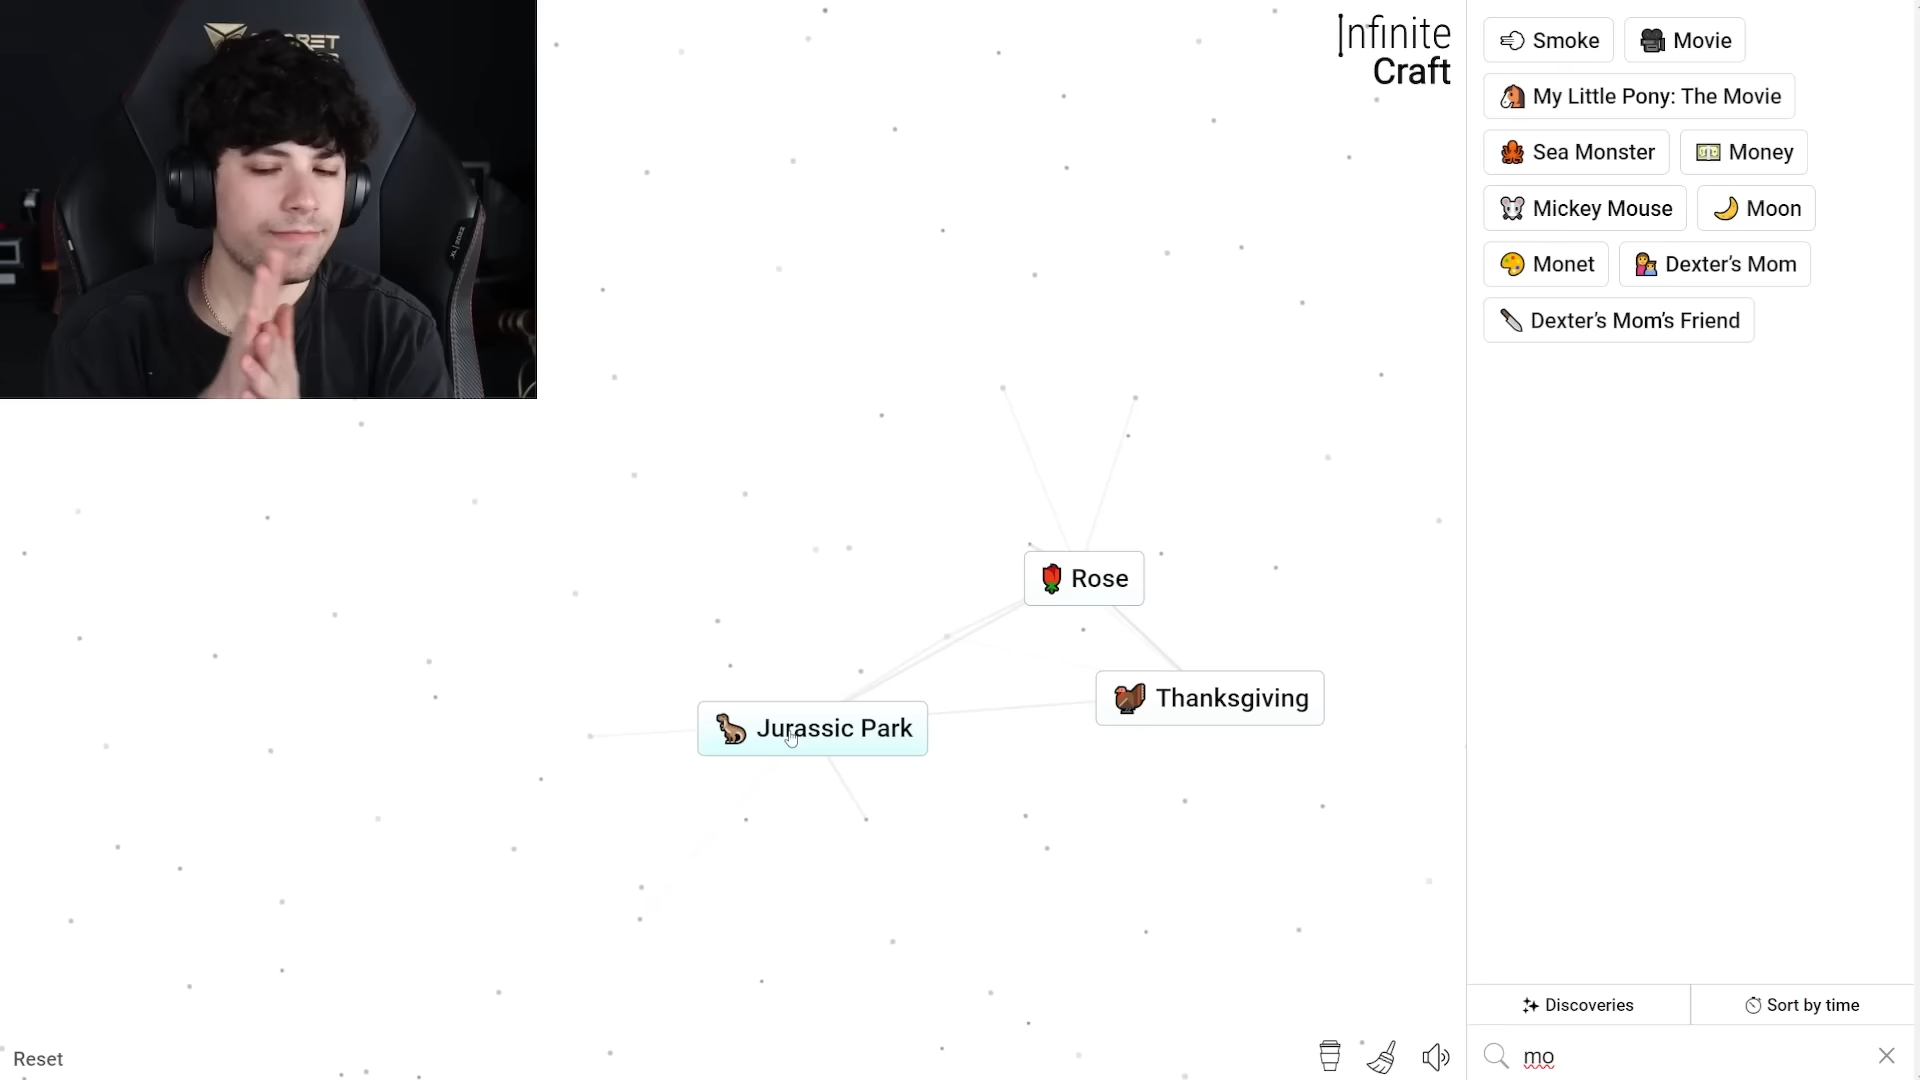 Infinite
Craft
Smoke
Movie
My Little Pony: The Movie
Sea Monster
Money
Mickey Mouse
Moon
Monet
Dexter’s Mom
Dexter’s Mom’s Friend
Rose
Thanksgiving
Jurassic Park
Discoveries
Sort by time
Reset
mo